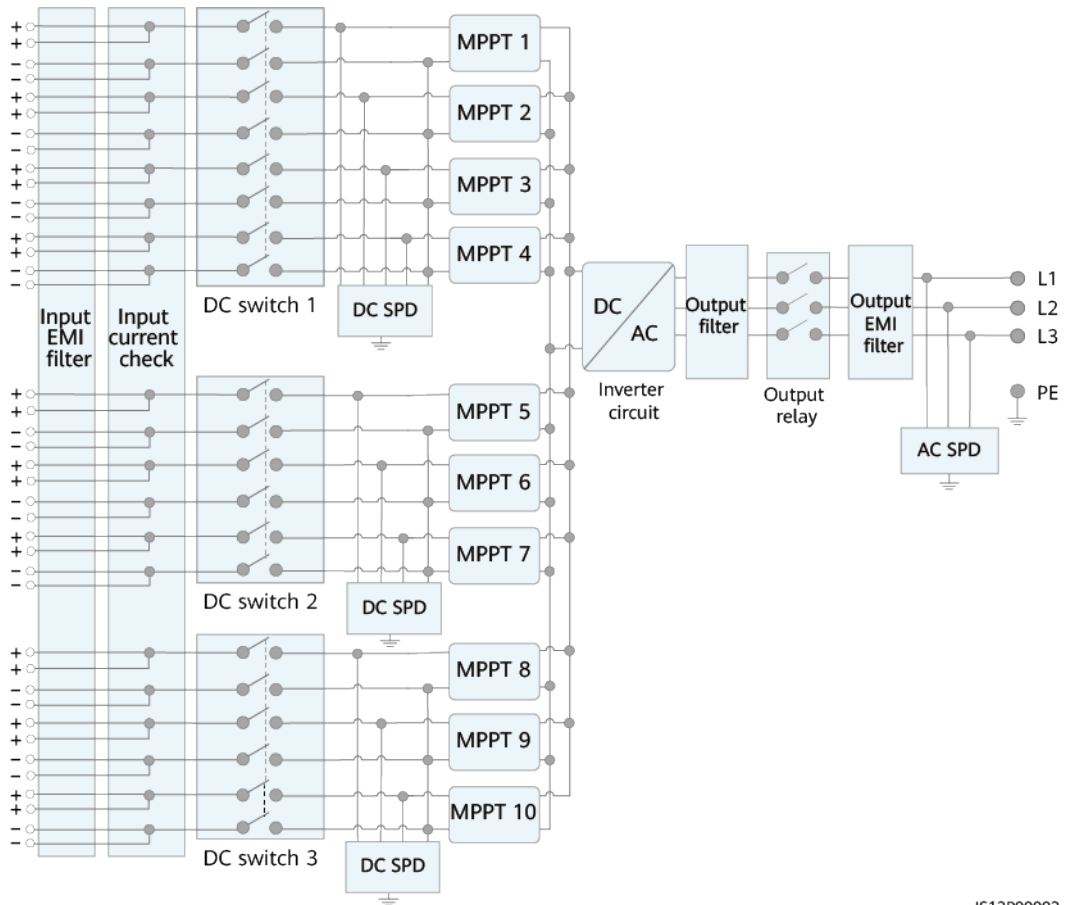 +
+
−
−
+
+
−
−
+
+
−
−
+
+
−
−
MPPT 1
MPPT 2
MPPT 3
MPPT 4
DC switch 1
DC SPD
Input
EMI
filter
Input
current
check
+
+
−
−
+
+
−
−
+
+
−
−
MPPT 5
MPPT 6
MPPT 7
DC switch 2
DC SPD
+
+
−
−
+
+
−
−
+
+
−
−
MPPT 8
MPPT 9
MPPT 10
DC switch 3
DC SPD
DC
AC
Inverter
circuit
Output
filter
Output
relay
Output
EMI
filter
L1
L2
L3
PE
AC SPD